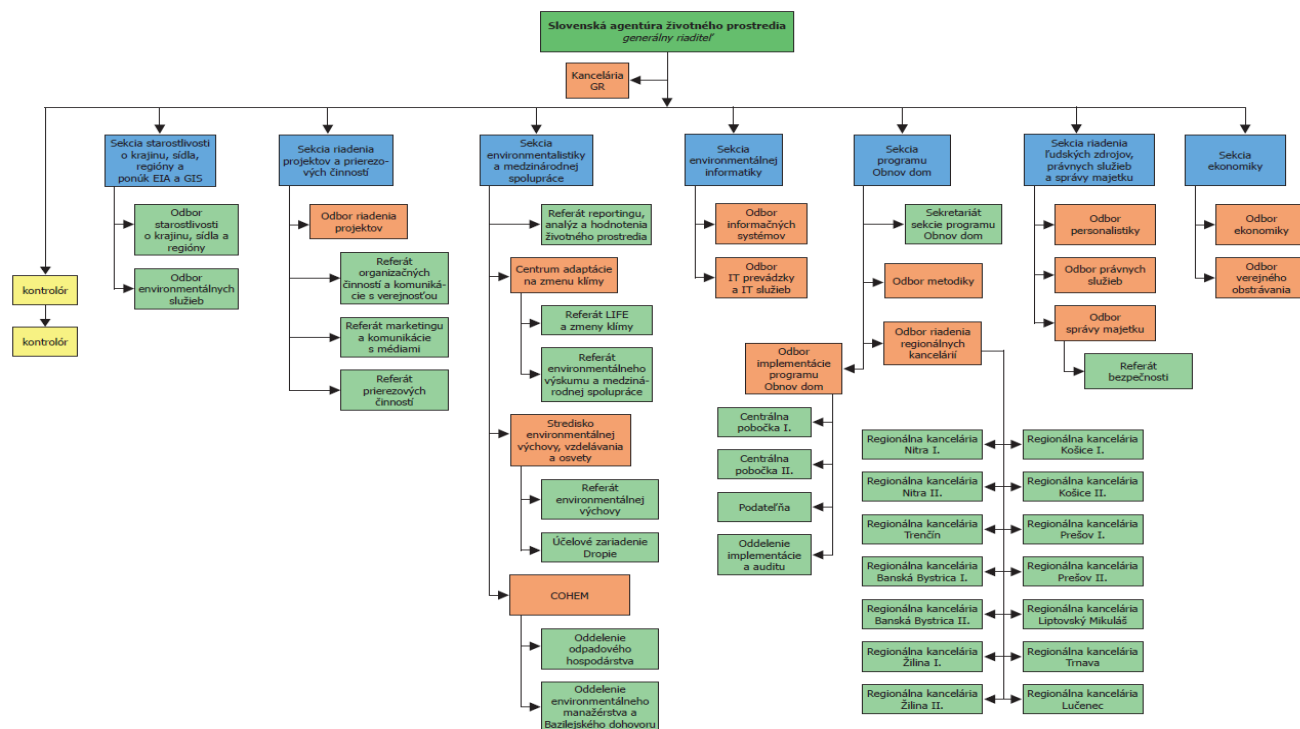 Slovenská agentúra životného prostredia
generálny riaditeľ
Kancelária
GR
kontrolór
kontrolór
Sekcia starostlivosti
o krajinu, sídla,
regióny a
ponúk EIA a GIS
Odbor
starostlivosti
o krajinu, sídla a
regióny
Odbor
environmentálnych
služieb
Sekcia riadenia
projektov a prierezo-
vých činností
Odbor riadenia
projektov
Referát
organizačných
činností a komuniká-
cie s verejnosťou
Referát marketingu
a komunikácie
s médiami
Referát
prierezových
činností
Sekcia
environmentalistiky
a medzinárodnej
spolupráce
Referát reportingu,
analýz a hodnotenia
životného prostredia
Centrum adaptácie
na zmenu klímy
Referát LIFE
a zmeny klímy
Referát
environmentálneho
výskumu a mediná-
rodnej spolupráce
Stredisko
environmentálnej
výchovy, vzdelávania
a osvety
Referát
environmentálnej
výchovy
Účelové zariadenie
Dropie
COHEM
Oddelenie
odpadového
hospodárstva
Oddelenie
environmentálneho
manažérstva a
Bazilejského dohovoru
Sekcia
environmentálnej
informatiky
Odbor
informačných
systémov
Odbor
IT prevádzky
a IT služieb
Sekcia
programu
Obnov dom
Sekretariát
sekcie programu
Obnov dom
Odbor metodiky
Odbor riadenia
regionálnych
kancelárií
Odbor
implementácie
programu
Obnov dom
Centrálna
pobočka I.
Centrálna
pobočka II.
Podateľňa
Oddelenie
implementácie
a auditu
Regionálna kancelária
Nitra I.
Regionálna kancelária
Nitra II.
Regionálna kancelária
Trenčín
Regionálna kancelária
Banská Bystrica I.
Regionálna kancelária
Banská Bystrica II.
Regionálna kancelária
Žilina I.
Regionálna kancelária
Žilina II.
Regionálna kancelária
Košice I.
Regionálna kancelária
Košice II.
Regionálna kancelária
Prešov I.
Regionálna kancelária
Prešov II.
Regionálna kancelária
Liptovský Mikuláš
Regionálna kancelária
Trnava
Regionálna kancelária
Lučenec
Sekcia riadenia
ľudských zdrojov,
právnych služieb
a správy majetku
Odbor
personalistiky
Odbor právnych
služieb
Odbor
správy majetku
Referát
bezpečnosti
Sekcia
ekonomiky
Odbor
ekonomiky
Odbor
verejného
obstrávania